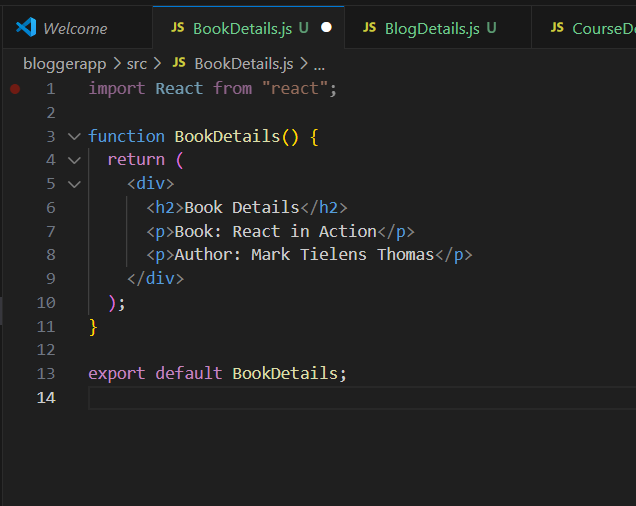 Welcome JS BookDetails.js U JS BlogDetails.js U JS CourseDe
bloggerapp > src > JS BookDetails.js > ...
1 import React from "react";
2
3 function BookDetails() {
4 return (
5 <div>
6 <h2>Book Details</h2>
7 <p>Book: React in Action</p>
8 <p>Author: Mark Tielens Thomas</p>
9 </div>
10 );
11 }
12
13 export default BookDetails;
14